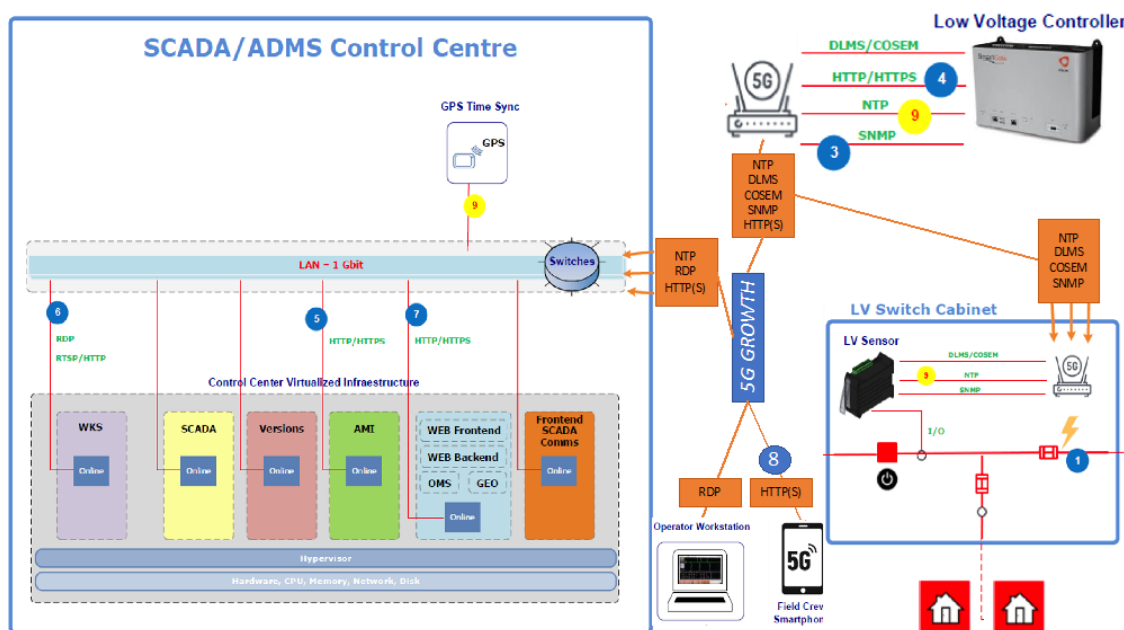 SCADA/ADMS Control Centre
GPS Time Sync
GPS
9
LAN – 1 Gbit
Switches
6
RDP
RTSP/HTTP
5
HTTP/HTTPS
7
HTTP/HTTPS
Control Center Virtualized Infraestructure
WKS
Online
SCADA
Online
Versions
Online
AMI
Online
WEB Frontend
WEB Backend
OMS
GEO
Online
Frontend
SCADA
Comms
Online
Hypervisor
Hardware, CPU, Memory, Network, Disk
Low Voltage Controller
5G
DLMS/COSEM
HTTP/HTTPS
4
NTP
9
SNMP
3
NTP
DLMS
COSEM
SNMP
HTTP(S)
NTP
RDP
HTTP(S)
5G GROWTH
NTP
DLMS
COSEM
SNMP
LV Switch Cabinet
LV Sensor
DLMS/COSEM
9
NTP
SNMP
5G
I/O
1
8
RDP
HTTP(S)
Operator Workstation
5G
Field Crew
Smartphon